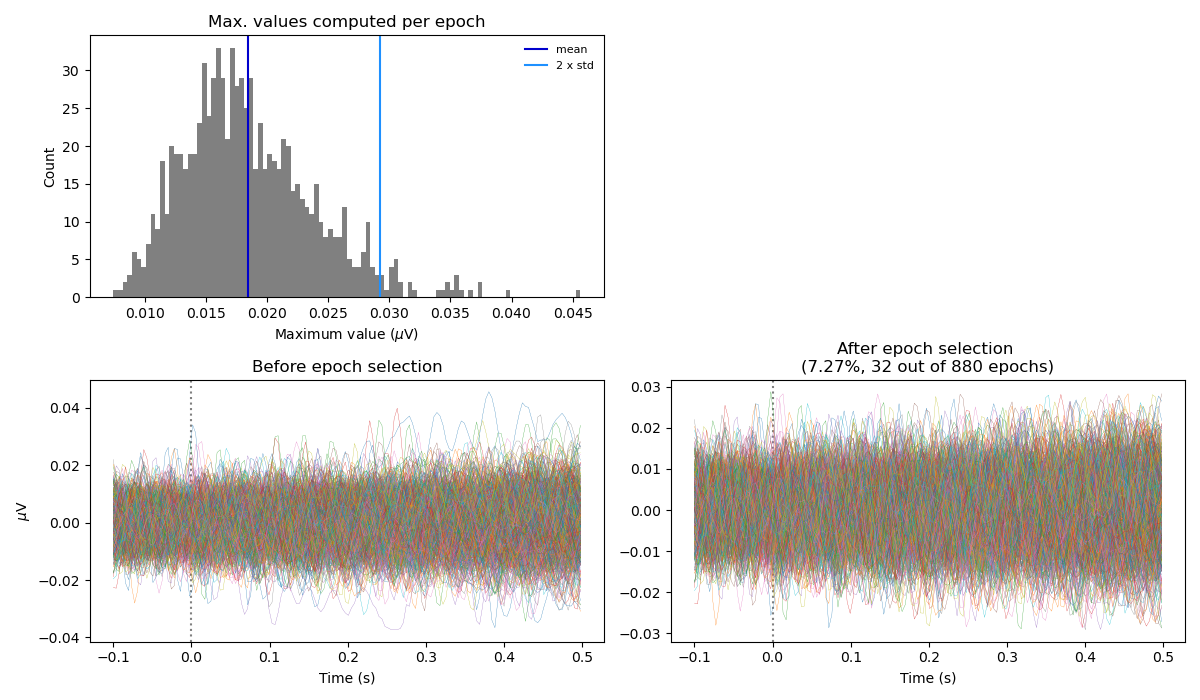 Max. values computed per epoch
mean
2 x std
Count
30
25
20
15
10
5
0
0.010 0.015 0.020 0.025 0.030 0.035 0.040 0.045
Maximum value (μV)
Before epoch selection
μV
0.04
0.02
0.00
−0.02
−0.04
−0.1 0.0 0.1 0.2 0.3 0.4 0.5
Time (s)
After epoch selection
(7.27%, 32 out of 880 epochs)
0.03
0.02
0.01
0.00
−0.01
−0.02
−0.03
−0.1 0.0 0.1 0.2 0.3 0.4 0.5
Time (s)